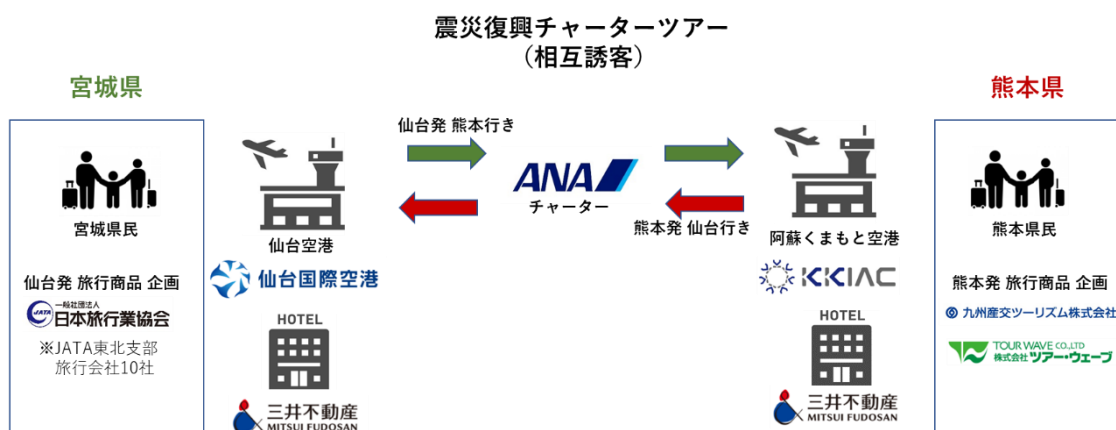 震災復興チャーターツアー
（相互誘客）
宮城県
宮城県民
仙台発 旅行商品 企画
JATA
一般社団法人
日本旅行業協会
※JATA東北支部
旅行会社10社
仙台空港
仙台国際空港
HOTEL
三井不動産
MITSUI FUDOSAN
仙台発 熊本行き
ANA
チャーター
熊本発 仙台行き
阿蘇くまもと空港
KKIAC
HOTEL
三井不動産
MITSUI FUDOSAN
熊本県
熊本県民
熊本発 旅行商品 企画
九州産交ツーリズム株式会社
TOUR WAVE CO.,LTD
株式会社 ツアー・ウェーブ